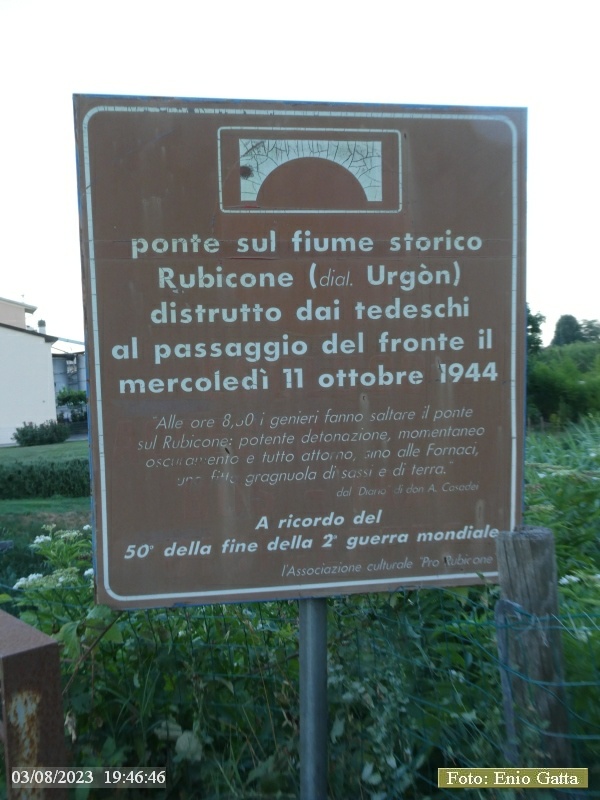 ponte sul fiume storico
Rubicone (dial. Urgòn)
distrutto dai tedeschi
al passaggio del fronte il
mercoledì 11 ottobre 1944
"Alle ore 8,30 i genieri fanno saltare il ponte
sul Rubicone: potente detonazione, momentaneo
oscuramento e tutto attorno, sino alle Fornaci,
una fitta gragnuola di sassi e di terra."
dal "Diario" di don A. Casadei
A ricordo del
50° della fine della 2ª guerra mondiale
l'Associazione culturale "Pro Rubicone"
03/08/2023 19:46:46
Foto: Enio Gatta